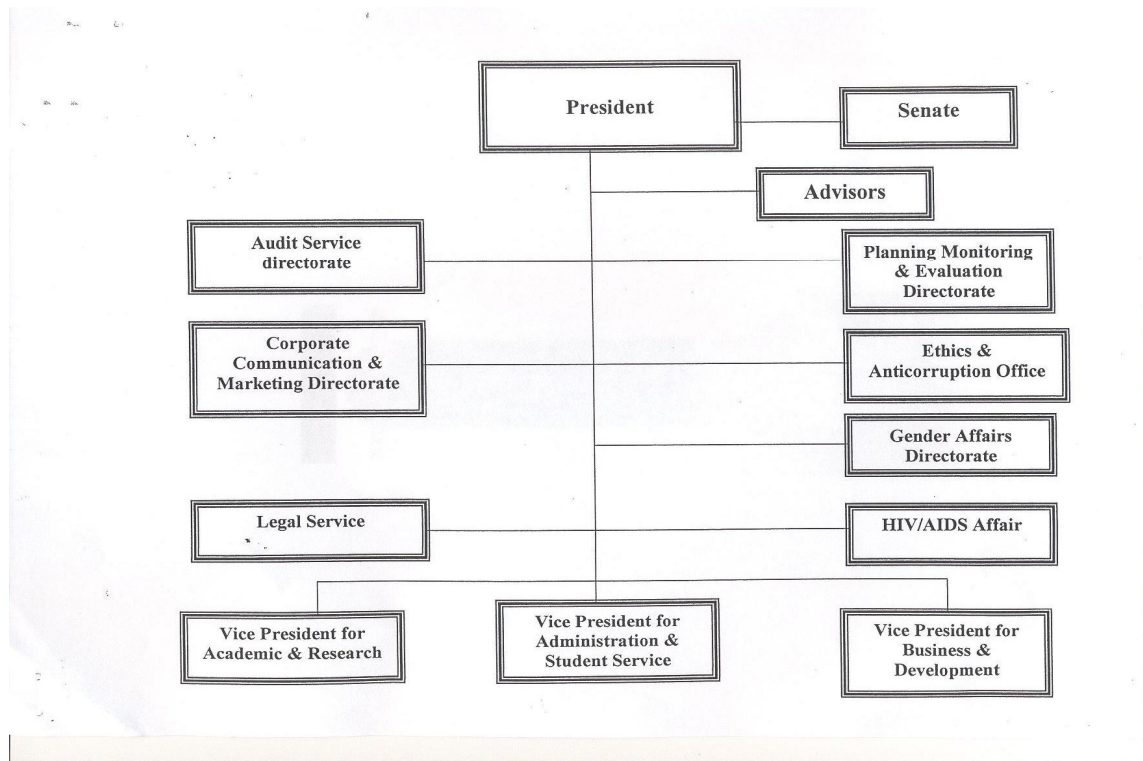 President
Senate
Advisors
Audit Service
directorate
Planning Monitoring
& Evaluation
Directorate
Corporate
Communication &
Marketing Directorate
Ethics &
Anticorruption Office
Gender Affairs
Directorate
Legal Service
HIV/AIDS Affair
Vice President for
Academic & Research
Vice President for
Administration &
Student Service
Vice President for
Business &
Development